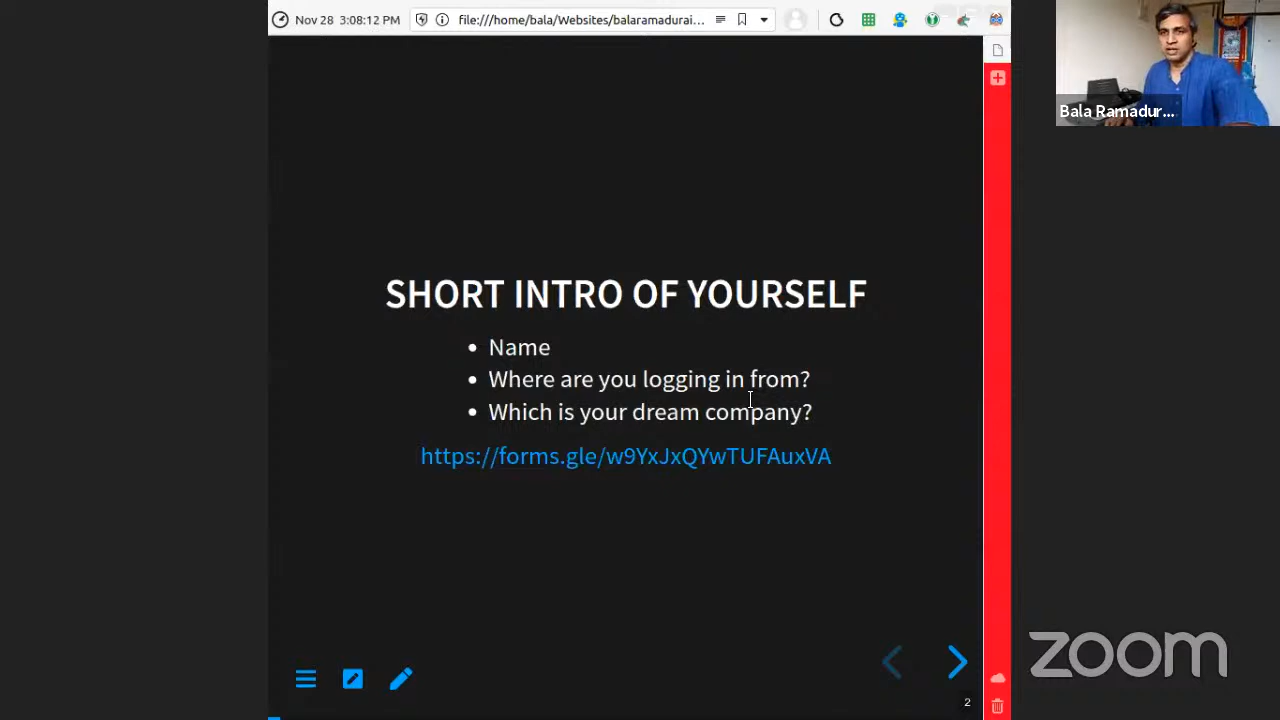 Nov 28 3:08:12 PM
file:///home/bala/Websites/balaramadurai...
Bala Ramadur...
SHORT INTRO OF YOURSELF
• Name
• Where are you logging in from?
• Which is your dream company?
https://forms.gle/w9YxJxQYwTUFAuxVA
2
zoom